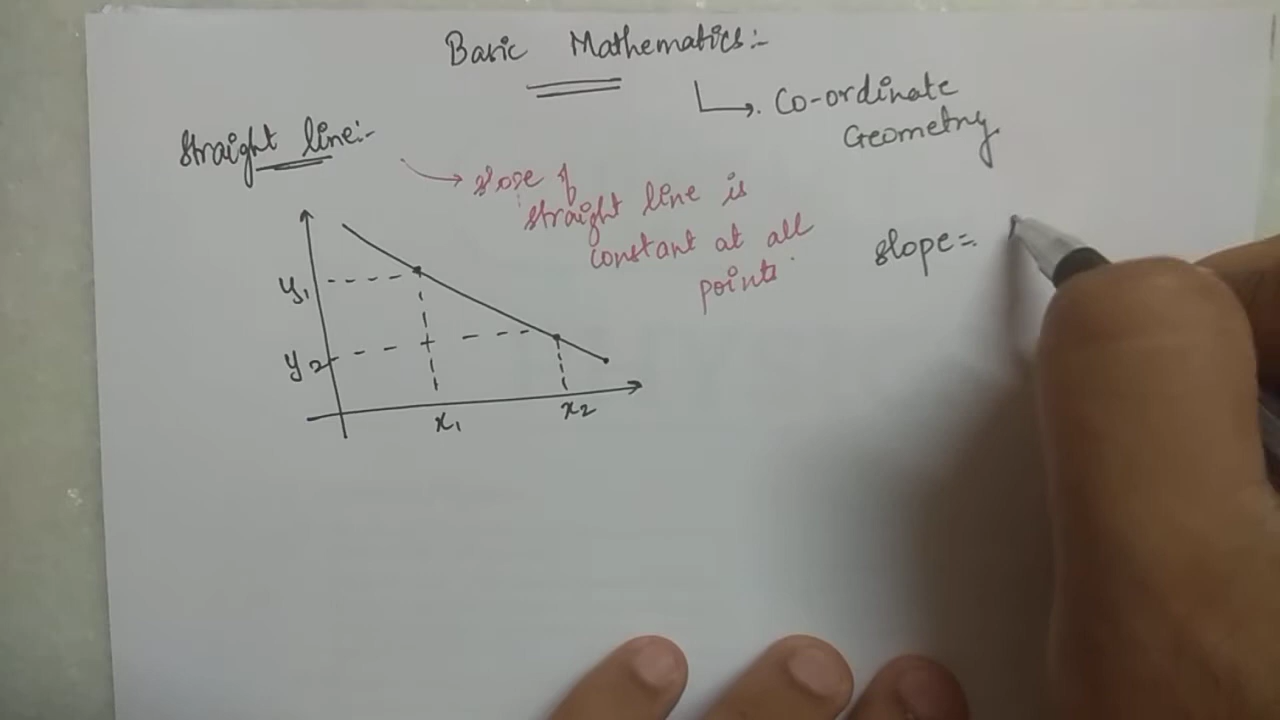 Basic Mathematics:-
Co-ordinate
Geometry
Straight line:-
slope of
straight line is
constant at all
points.
slope=
y1
y2
x1
x2